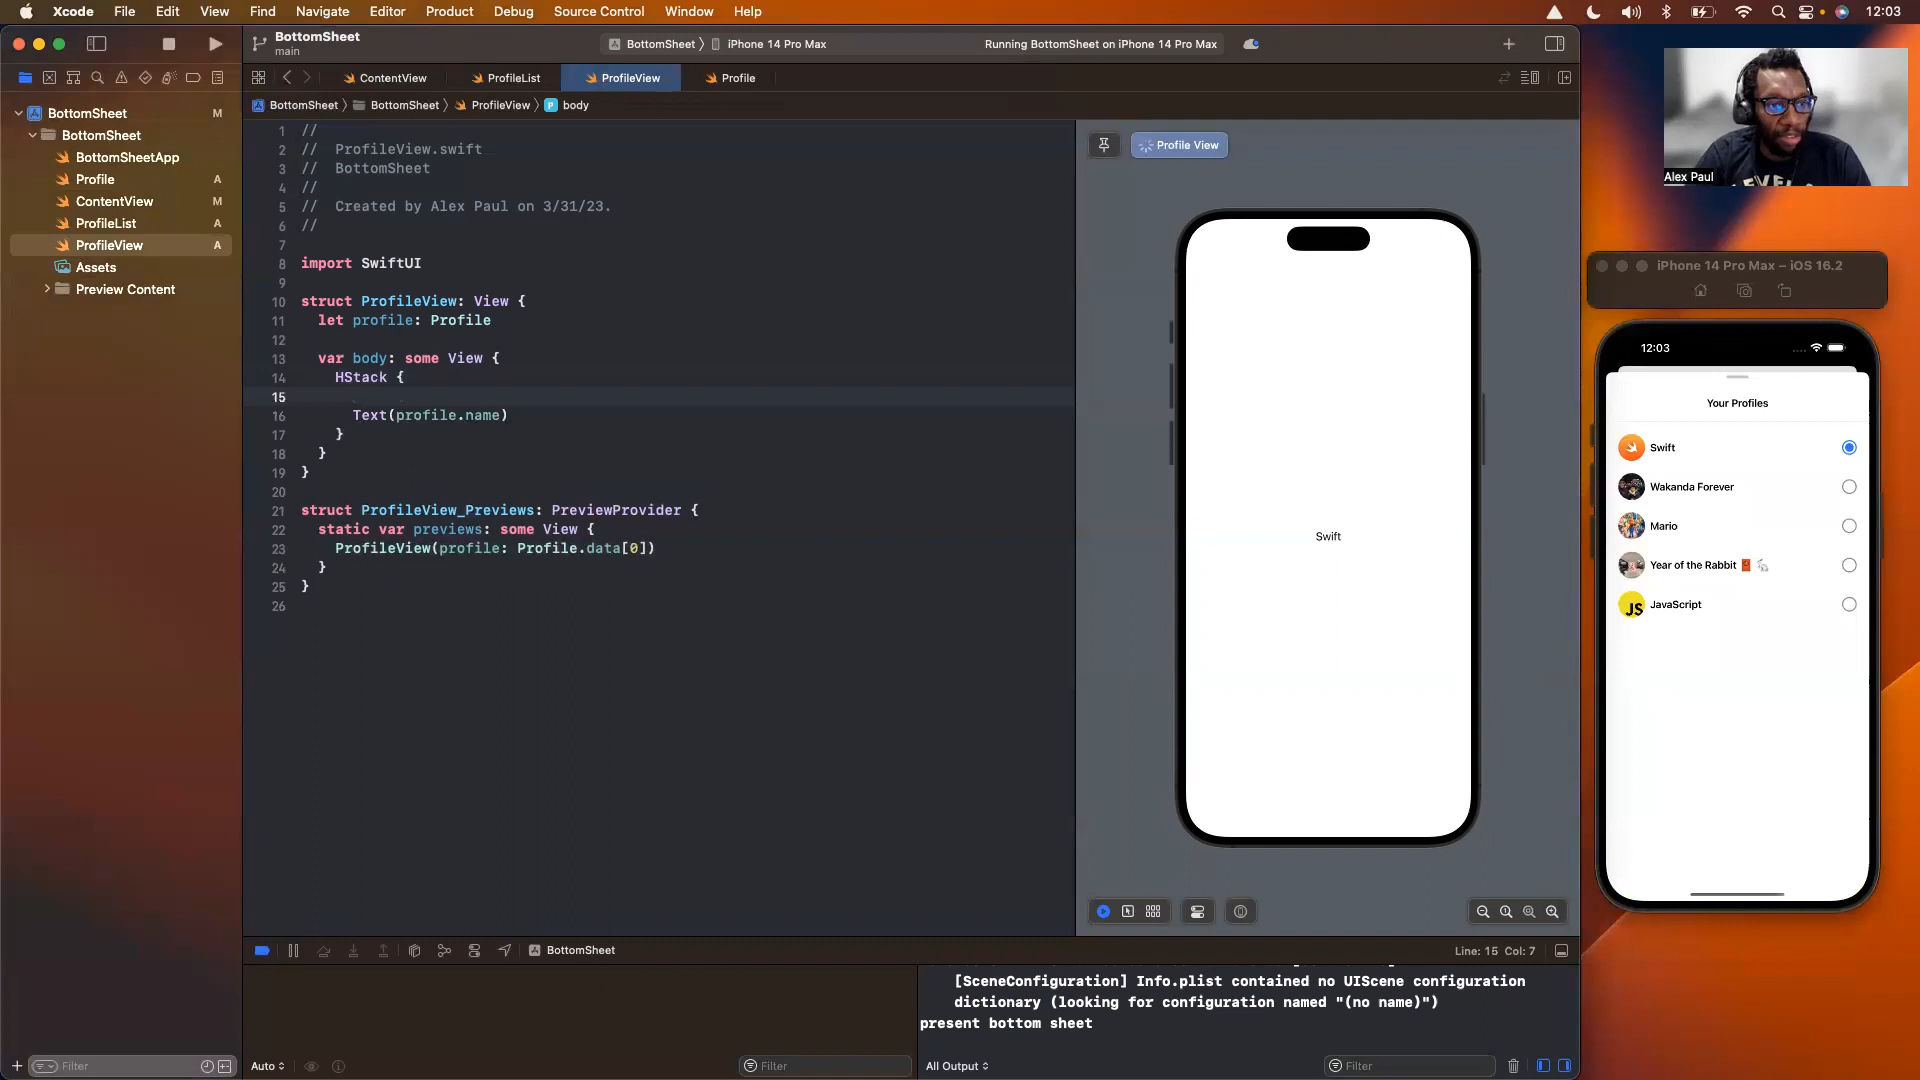 Xcode File Edit View Find Navigate Editor Product Debug Source Control Window Help 12:03
BottomSheet
main
BottomSheet iPhone 14 Pro Max
Running BottomSheet on iPhone 14 Pro Max
ContentView ProfileList ProfileView Profile
BottomSheet BottomSheet ProfileView P body
BottomSheet M
BottomSheet
BottomSheetApp
Profile A
ContentView M
ProfileList A
ProfileView A
Assets
Preview Content
1 //
2 //  ProfileView.swift
3 //  BottomSheet
4 //
5 //  Created by Alex Paul on 3/31/23.
6 //
7
8 import SwiftUI
9
10 struct ProfileView: View {
11   let profile: Profile
12
13   var body: some View {
14     HStack {
15
16       Text(profile.name)
17     }
18   }
19 }
20
21 struct ProfileView_Previews: PreviewProvider {
22   static var previews: some View {
23     ProfileView(profile: Profile.data[0])
24   }
25 }
26
Profile View
Swift
Alex Paul
iPhone 14 Pro Max – iOS 16.2
12:03
Your Profiles
Swift
Wakanda Forever
Mario
Year of the Rabbit 🧧 🐇
JS JavaScript
BottomSheet
Line: 15 Col: 7
[SceneConfiguration] Info.plist contained no UIScene configuration
dictionary (looking for configuration named "(no name)")
present bottom sheet
Filter
Auto
Filter
All Output
Filter